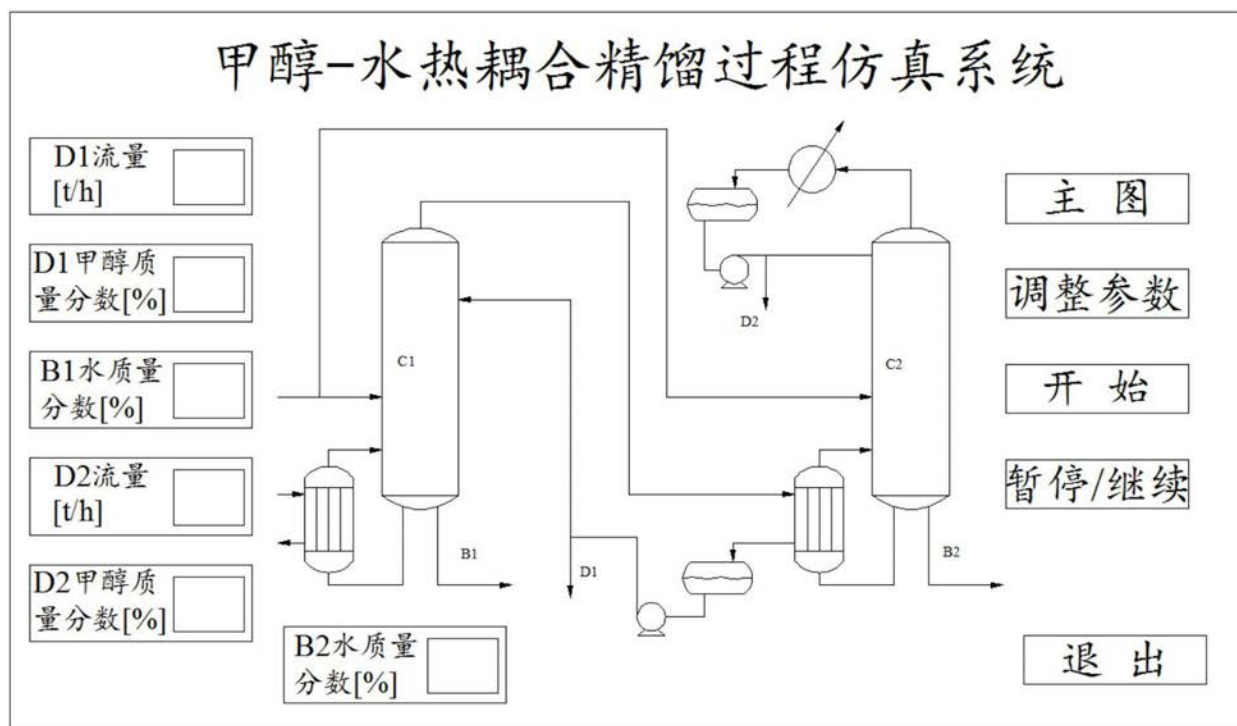 甲醇-水热耦合精馏过程仿真系统
D1流量
[t/h]
D1甲醇质
量分数[%]
B1水质量
分数[%]
D2流量
[t/h]
D2甲醇质
量分数[%]
B2水质量
分数[%]
C1
B1
D1
D2
C2
B2
主 图
调整参数
开 始
暂停/继续
退 出